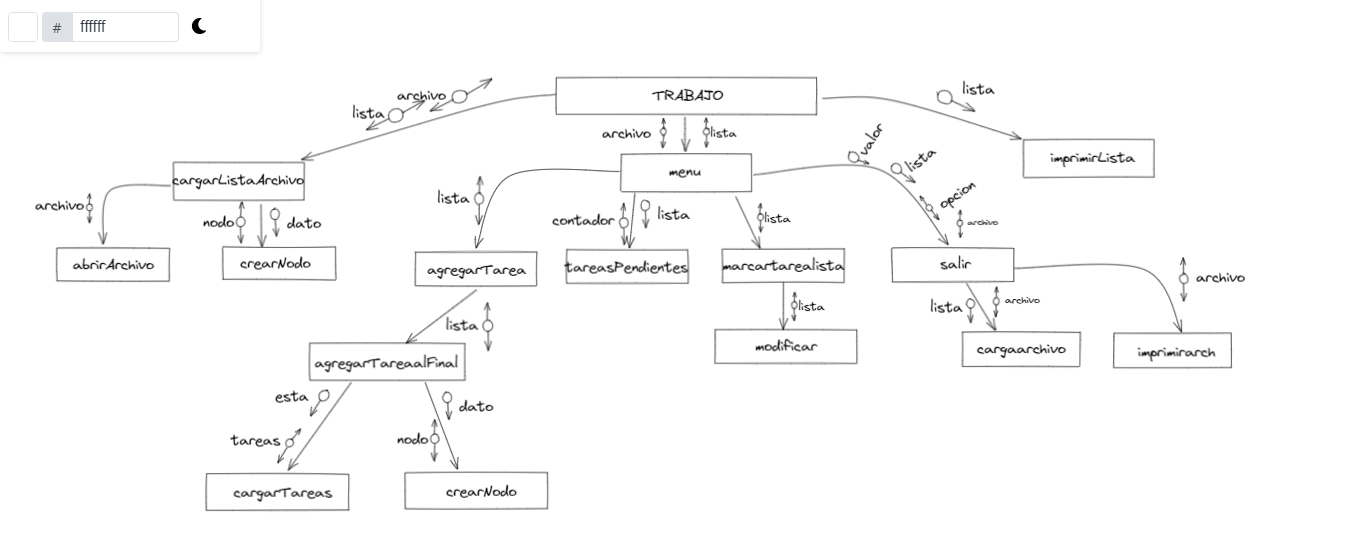 # ffffff
TRABAJO
archivo
lista
lista
archivo
lista
valor
lista
opcion
archivo
imprimirLista
cargarListaArchivo
menu
archivo
nodo
dato
lista
contador
lista
lista
abrirArchivo
crearNodo
agregarTarea
tareasPendientes
marcartarealista
salir
archivo
lista
lista
lista
archivo
agregarTareaalFinal
modificar
cargaarchivo
imprimirarch
esta
dato
tareas
nodo
cargarTareas
crearNodo